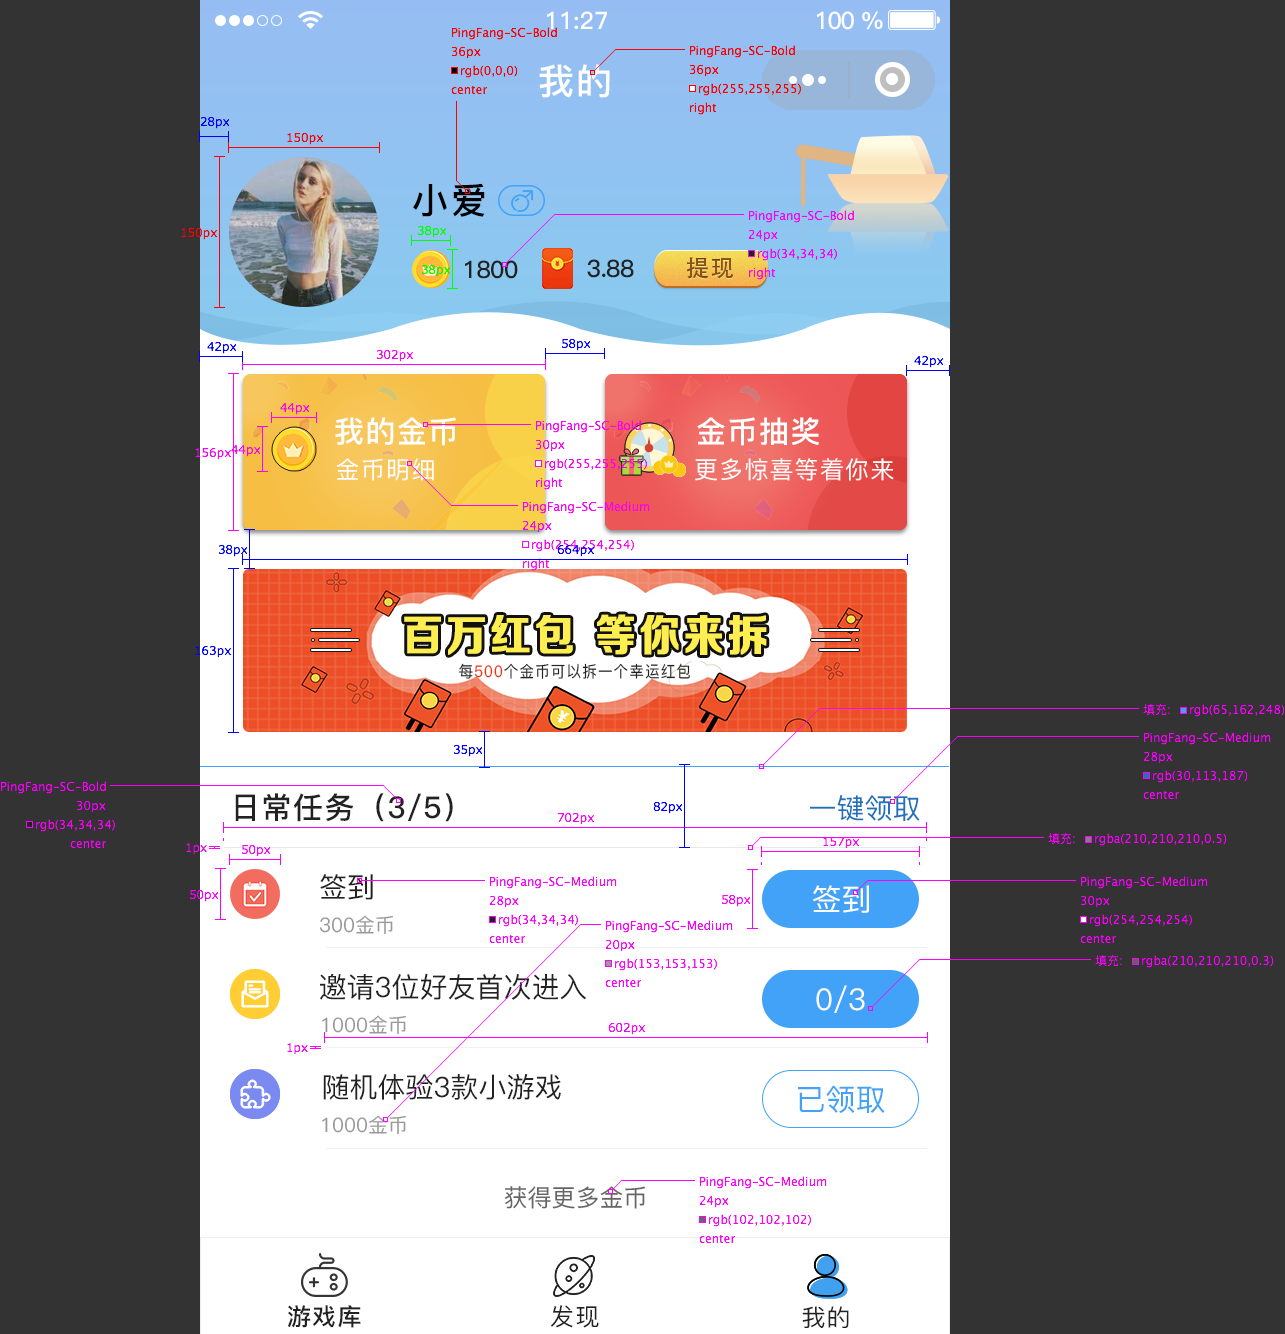 11:27
100 %
PingFang-SC-Bold
36px
rgb(0,0,0)
center
我的
PingFang-SC-Bold
36px
rgb(255,255,255)
right
28px
150px
150px
小爱
38px
38px
1800
3.88
提现
PingFang-SC-Bold
24px
rgb(34,34,34)
right
42px
302px
58px
42px
156px
44px
44px
我的金币
金币明细
PingFang-SC-Bold
30px
rgb(255,255,255)
right
PingFang-SC-Medium
24px
rgb(254,254,254)
right
金币抽奖
更多惊喜等着你来
38px
664px
163px
百万红包 等你来拆
每500个金币可以拆一个幸运红包
35px
填充: rgb(65,162,248)
PingFang-SC-Medium
28px
rgb(30,113,187)
center
PingFang-SC-Bold
30px
rgb(34,34,34)
center
日常任务（3/5）
82px
一键领取
702px
1px
填充: rgba(210,210,210,0.5)
157px
50px
50px
签到
300金币
PingFang-SC-Medium
28px
rgb(34,34,34)
center
58px
签到
PingFang-SC-Medium
30px
rgb(254,254,254)
center
PingFang-SC-Medium
20px
rgb(153,153,153)
center
填充: rgba(210,210,210,0.3)
邀请3位好友首次进入
1000金币
0/3
602px
1px
随机体验3款小游戏
1000金币
已领取
获得更多金币
PingFang-SC-Medium
24px
rgb(102,102,102)
center
游戏库
发现
我的